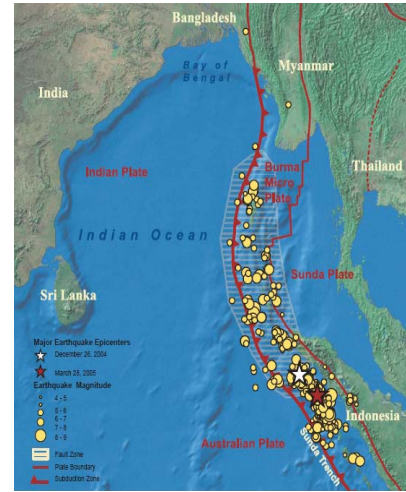 Bangladesh
Bay of
Bengal
Myanmar
India
Burma
Micro
Plate
Thailand
Indian Plate
Indian Ocean
Sunda Plate
Sri Lanka
Major Earthquake Epicenters
December 26, 2004
March 28, 2005
Earthquake Magnitude
4 - 5
5 - 6
6 - 7
7 - 8
8 - 9
Indonesia
Australian Plate
Sunda Trench
Fault Zone
Plate Boundary
Subduction Zone